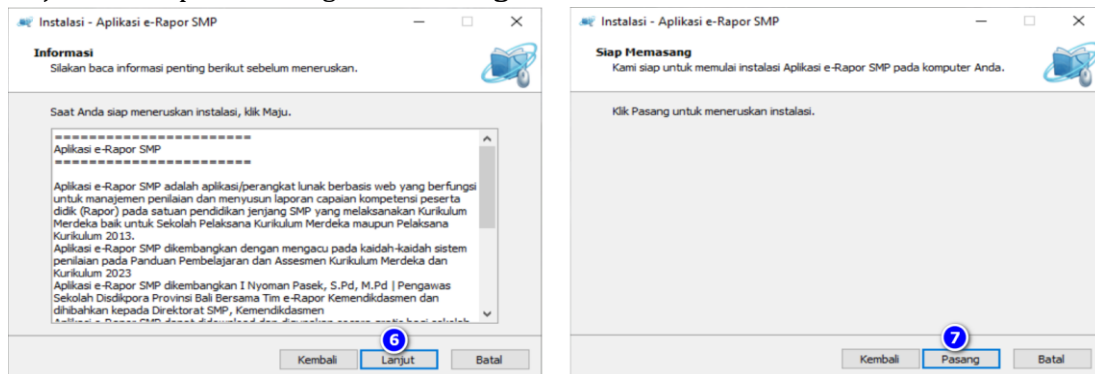 Instalasi - Aplikasi e-Rapor SMP
Informasi
Silakan baca informasi penting berikut sebelum meneruskan.
Saat Anda siap meneruskan instalasi, klik Maju.
========================
Aplikasi e-Rapor SMP
========================
Aplikasi e-Rapor SMP adalah aplikasi/perangkat lunak berbasis web yang berfungsi
untuk manajemen penilaian dan menyusun laporan capaian kompetensi peserta
didik (Rapor) pada satuan pendidikan jenjang SMP yang melaksanakan Kurikulum
Merdeka baik untuk Sekolah Pelaksana Kurikulum Merdeka maupun Pelaksana
Kurikulum 2013.
Aplikasi e-Rapor SMP dikembangkan dengan mengacu pada kaidah-kaidah sistem
penilaian pada Panduan Pembelajaran dan Assesmen Kurikulum Merdeka dan
Kurikulum 2023
Aplikasi e-Rapor SMP dikembangkan I Nyoman Pasek, S.Pd, M.Pd | Pengawas
Sekolah Disdikpora Provinsi Bali Bersama Tim e-Rapor Kemendikdasmen dan
dihibahkan kepada Direktorat SMP, Kemendikdasmen
6
Kembali Lanjut Batal
Instalasi - Aplikasi e-Rapor SMP
Siap Memasang
Kami siap untuk memulai instalasi Aplikasi e-Rapor SMP pada komputer Anda.
Klik Pasang untuk meneruskan instalasi.
7
Kembali Pasang Batal